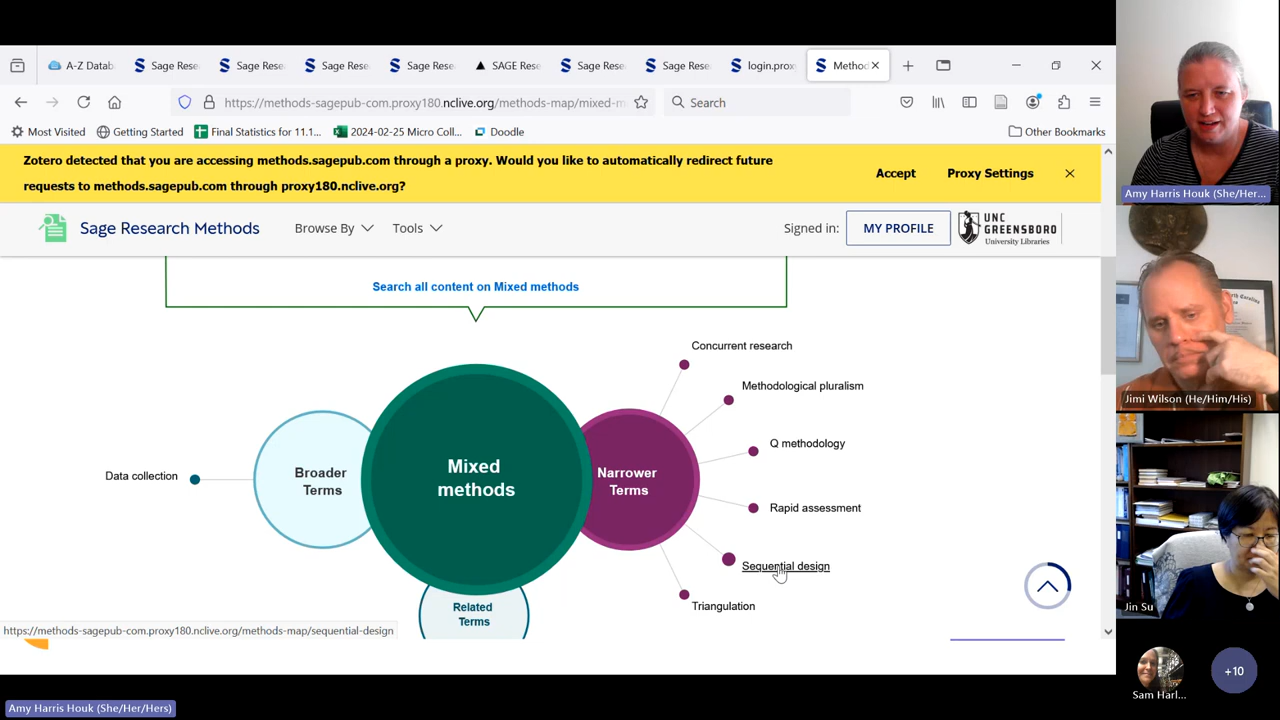 A-Z Datab
Sage Rese
Sage Rese
Sage Rese
Sage Rese
SAGE Rese
Sage Rese
Sage Rese
login.prox
Method
https://methods-sagepub-com.proxy180.nclive.org/methods-map/mixed-m
Search
Most Visited
Getting Started
Final Statistics for 11.1...
2024-02-25 Micro Coll...
Doodle
Other Bookmarks
Zotero detected that you are accessing methods.sagepub.com through a proxy. Would you like to automatically redirect future
requests to methods.sagepub.com through proxy180.nclive.org?
Accept
Proxy Settings
Sage Research Methods
Browse By
Tools
Signed in:
MY PROFILE
UNC
GREENSBORO
University Libraries
Search all content on Mixed methods
Concurrent research
Methodological pluralism
Q methodology
Rapid assessment
Sequential design
Triangulation
Data collection
Broader
Terms
Mixed
methods
Narrower
Terms
Related
Terms
https://methods-sagepub-com.proxy180.nclive.org/methods-map/sequential-design
Amy Harris Houk (She/Her/Hers)
Amy Harris Houk (She/Her...
Jimi Wilson (He/Him/His)
Jin Su
Sam Harl...
+10